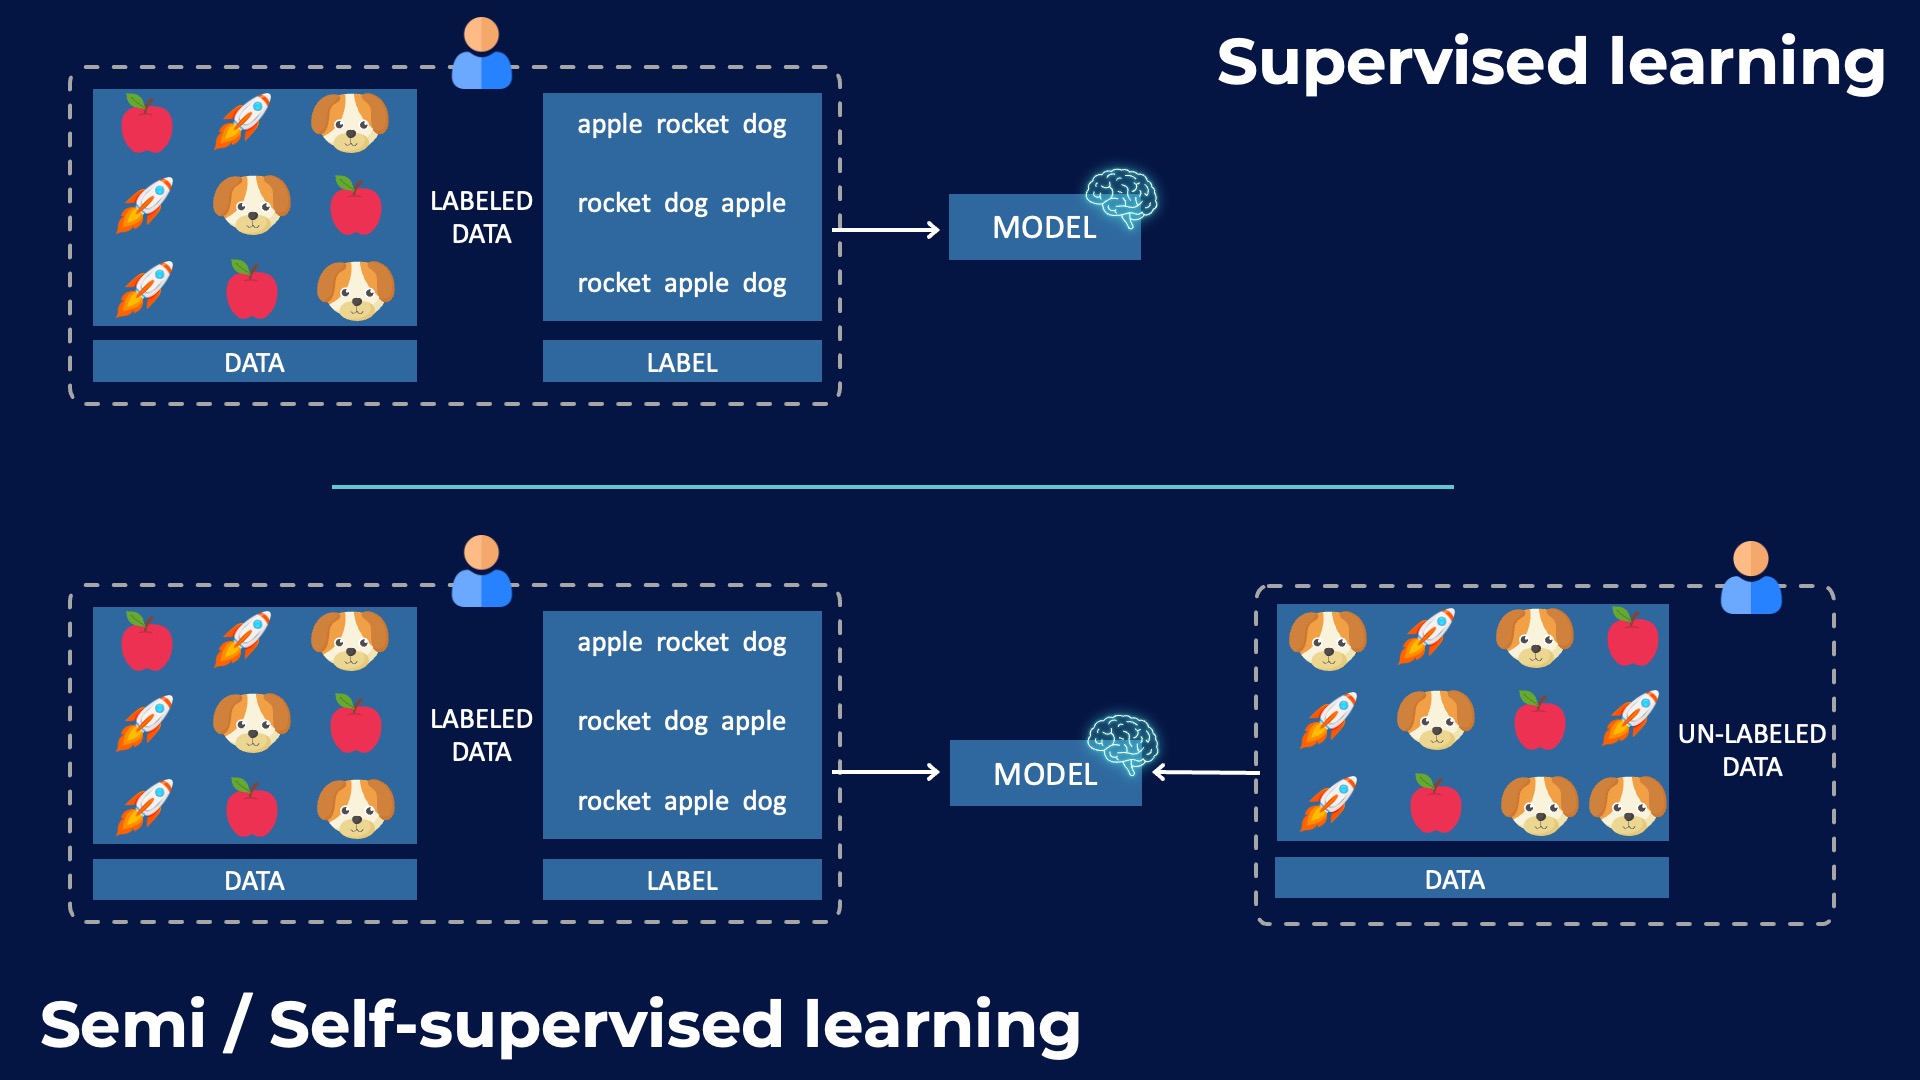 Supervised learning
apple rocket dog
LABELED
DATA
rocket dog apple
rocket apple dog
DATA
LABEL
MODEL
apple rocket dog
LABELED
DATA
rocket dog apple
rocket apple dog
DATA
LABEL
MODEL
UN-LABELED
DATA
DATA
Semi / Self-supervised learning